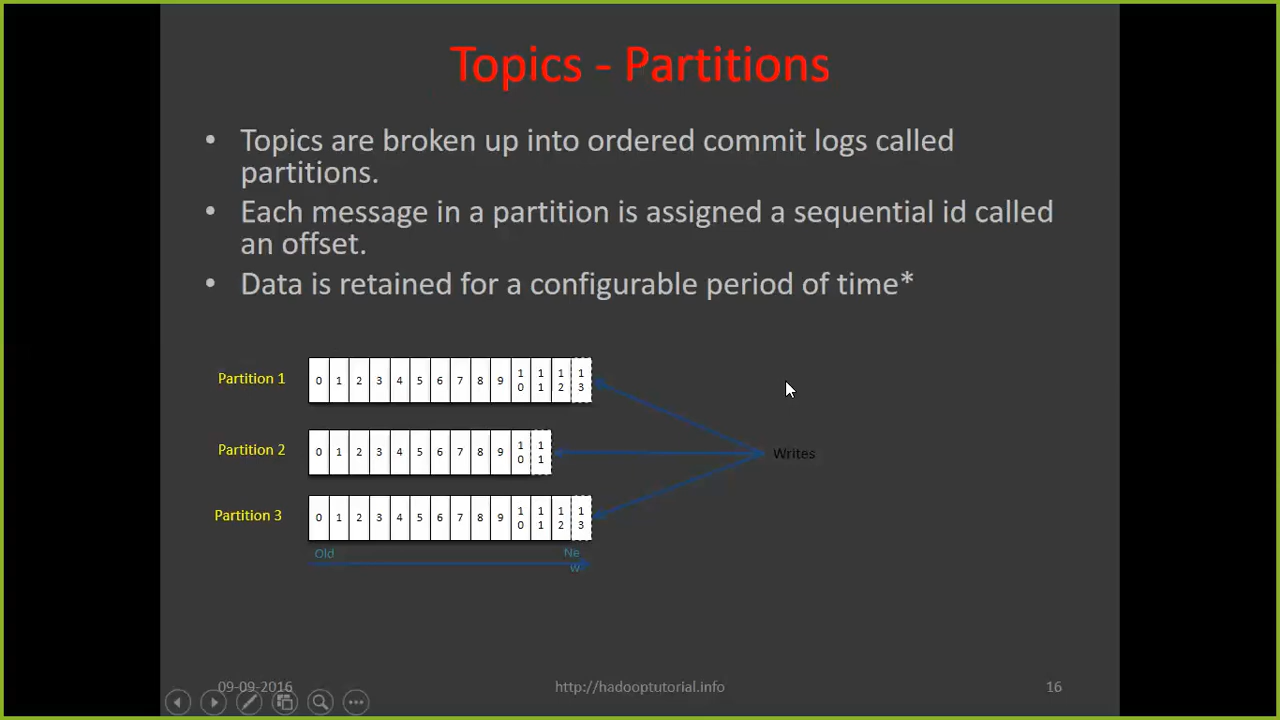 Topics - Partitions
• Topics are broken up into ordered commit logs called
partitions.
• Each message in a partition is assigned a sequential id called
an offset.
• Data is retained for a configurable period of time*
Partition 1 0 1 2 3 4 5 6 7 8 9 10 11 12 13
Partition 2 0 1 2 3 4 5 6 7 8 9 10 11
Writes
Partition 3 0 1 2 3 4 5 6 7 8 9 10 11 12 13
Old Ne
w
09-09-2016 http://hadooptutorial.info 16